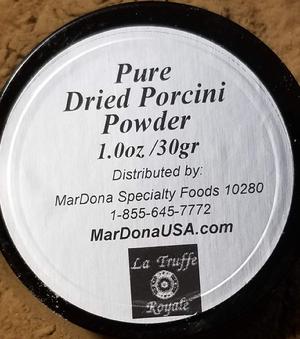 Pure
Dried Porcini
Powder
1.0oz /30gr
Distributed by:
MarDona Specialty Foods 10280
1-855-645-7772
MarDonaUSA.com
La Truffe
Royale